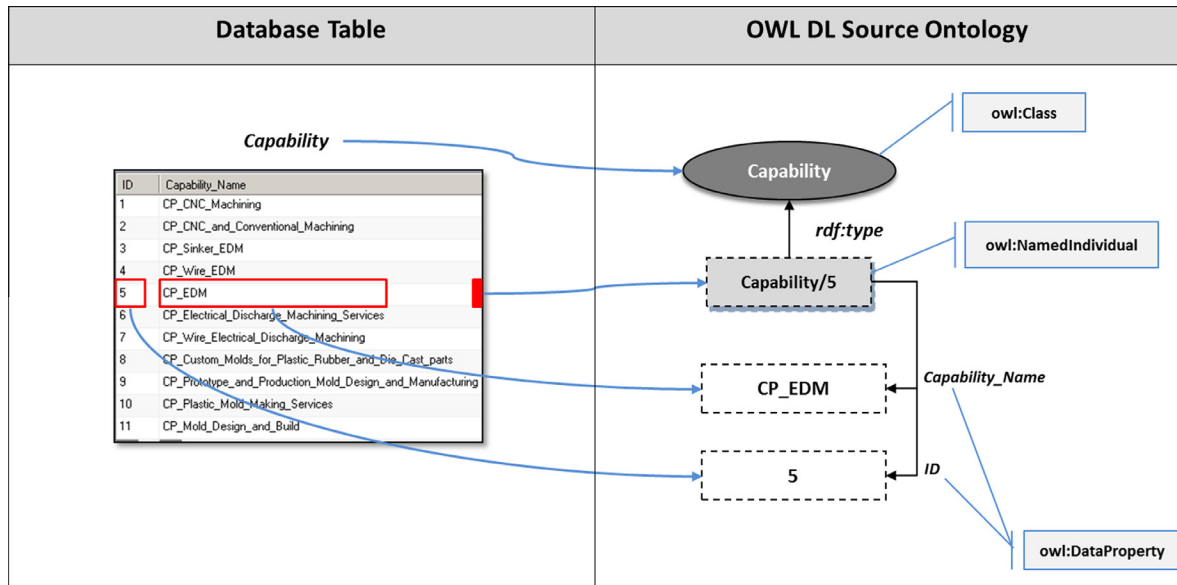 Database Table
OWL DL Source Ontology
Capability
ID Capability_Name
1 CP_CNC_Machining
2 CP_CNC_and_Conventional_Machining
3 CP_Sinker_EDM
4 CP_Wire_EDM
5 CP_EDM
6 CP_Electrical_Discharge_Machining_Services
7 CP_Wire_Electrical_Discharge_Machining
8 CP_Custom_Molds_for_Plastic_Rubber_and_Die_Cast_parts
9 CP_Prototype_and_Production_Mold_Design_and_Manufacturing
10 CP_Plastic_Mold_Making_Services
11 CP_Mold_Design_and_Build
owl:Class
Capability
rdf:type
owl:NamedIndividual
Capability/5
CP_EDM
Capability_Name
5
ID
owl:DataProperty